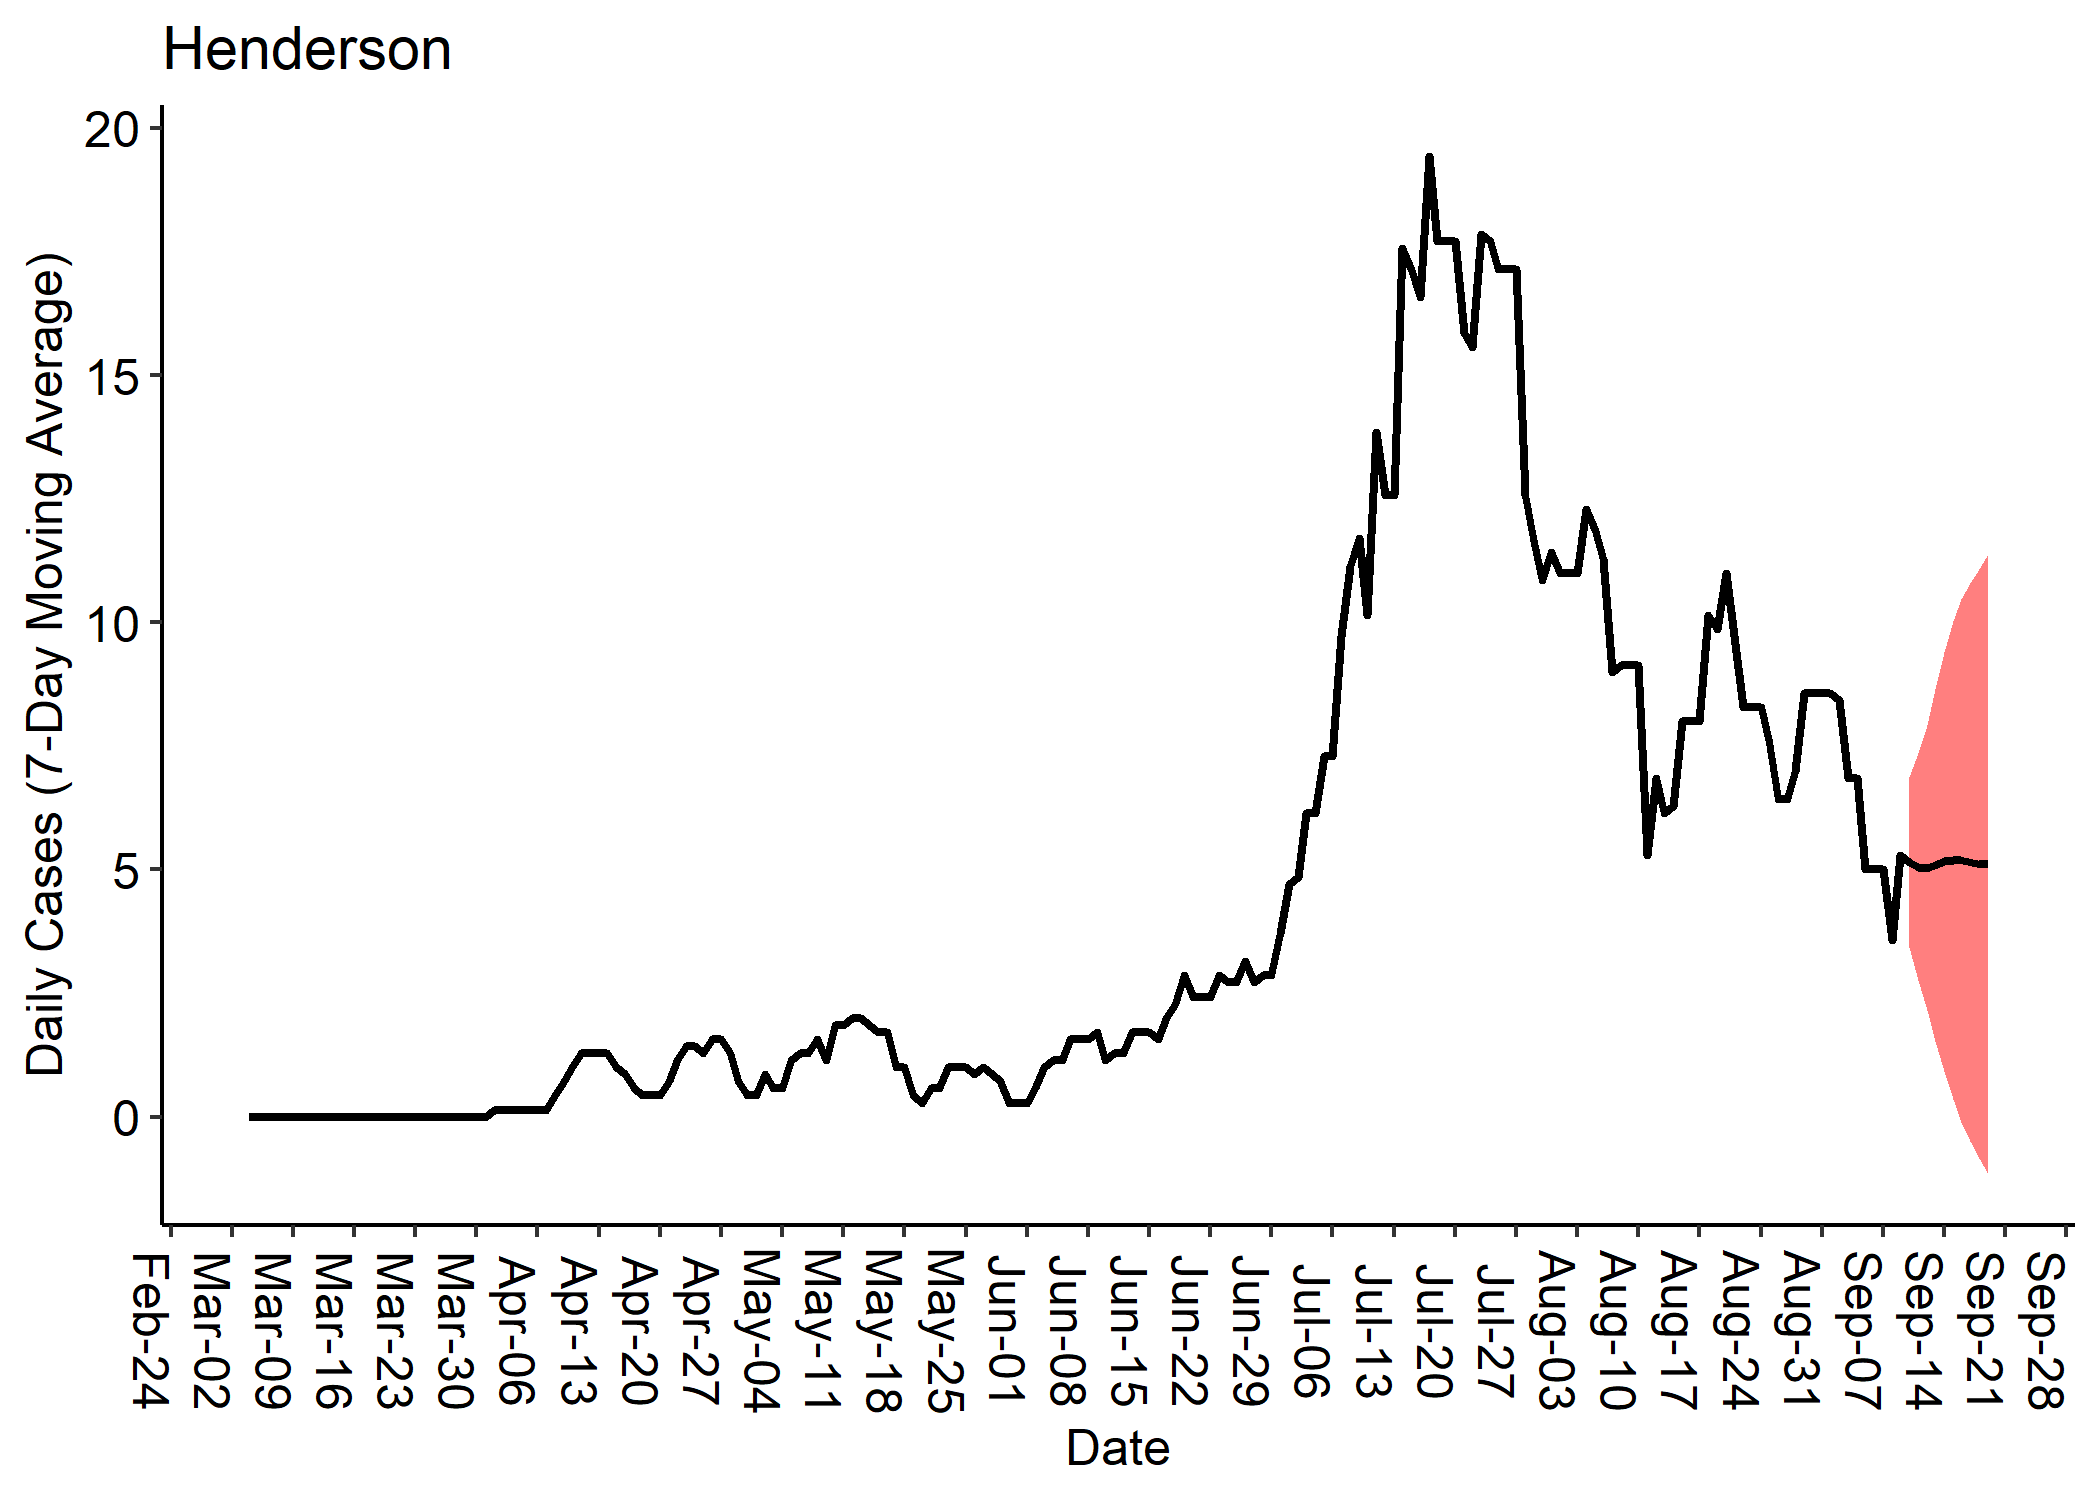 Henderson
Daily Cases (7-Day Moving Average)
20
15
10
5
0
Feb-24
Mar-02
Mar-09
Mar-16
Mar-23
Mar-30
Apr-06
Apr-13
Apr-20
Apr-27
May-04
May-11
May-18
May-25
Jun-01
Jun-08
Jun-15
Jun-22
Jun-29
Jul-06
Jul-13
Jul-20
Jul-27
Aug-03
Aug-10
Aug-17
Aug-24
Aug-31
Sep-07
Sep-14
Sep-21
Sep-28
Date